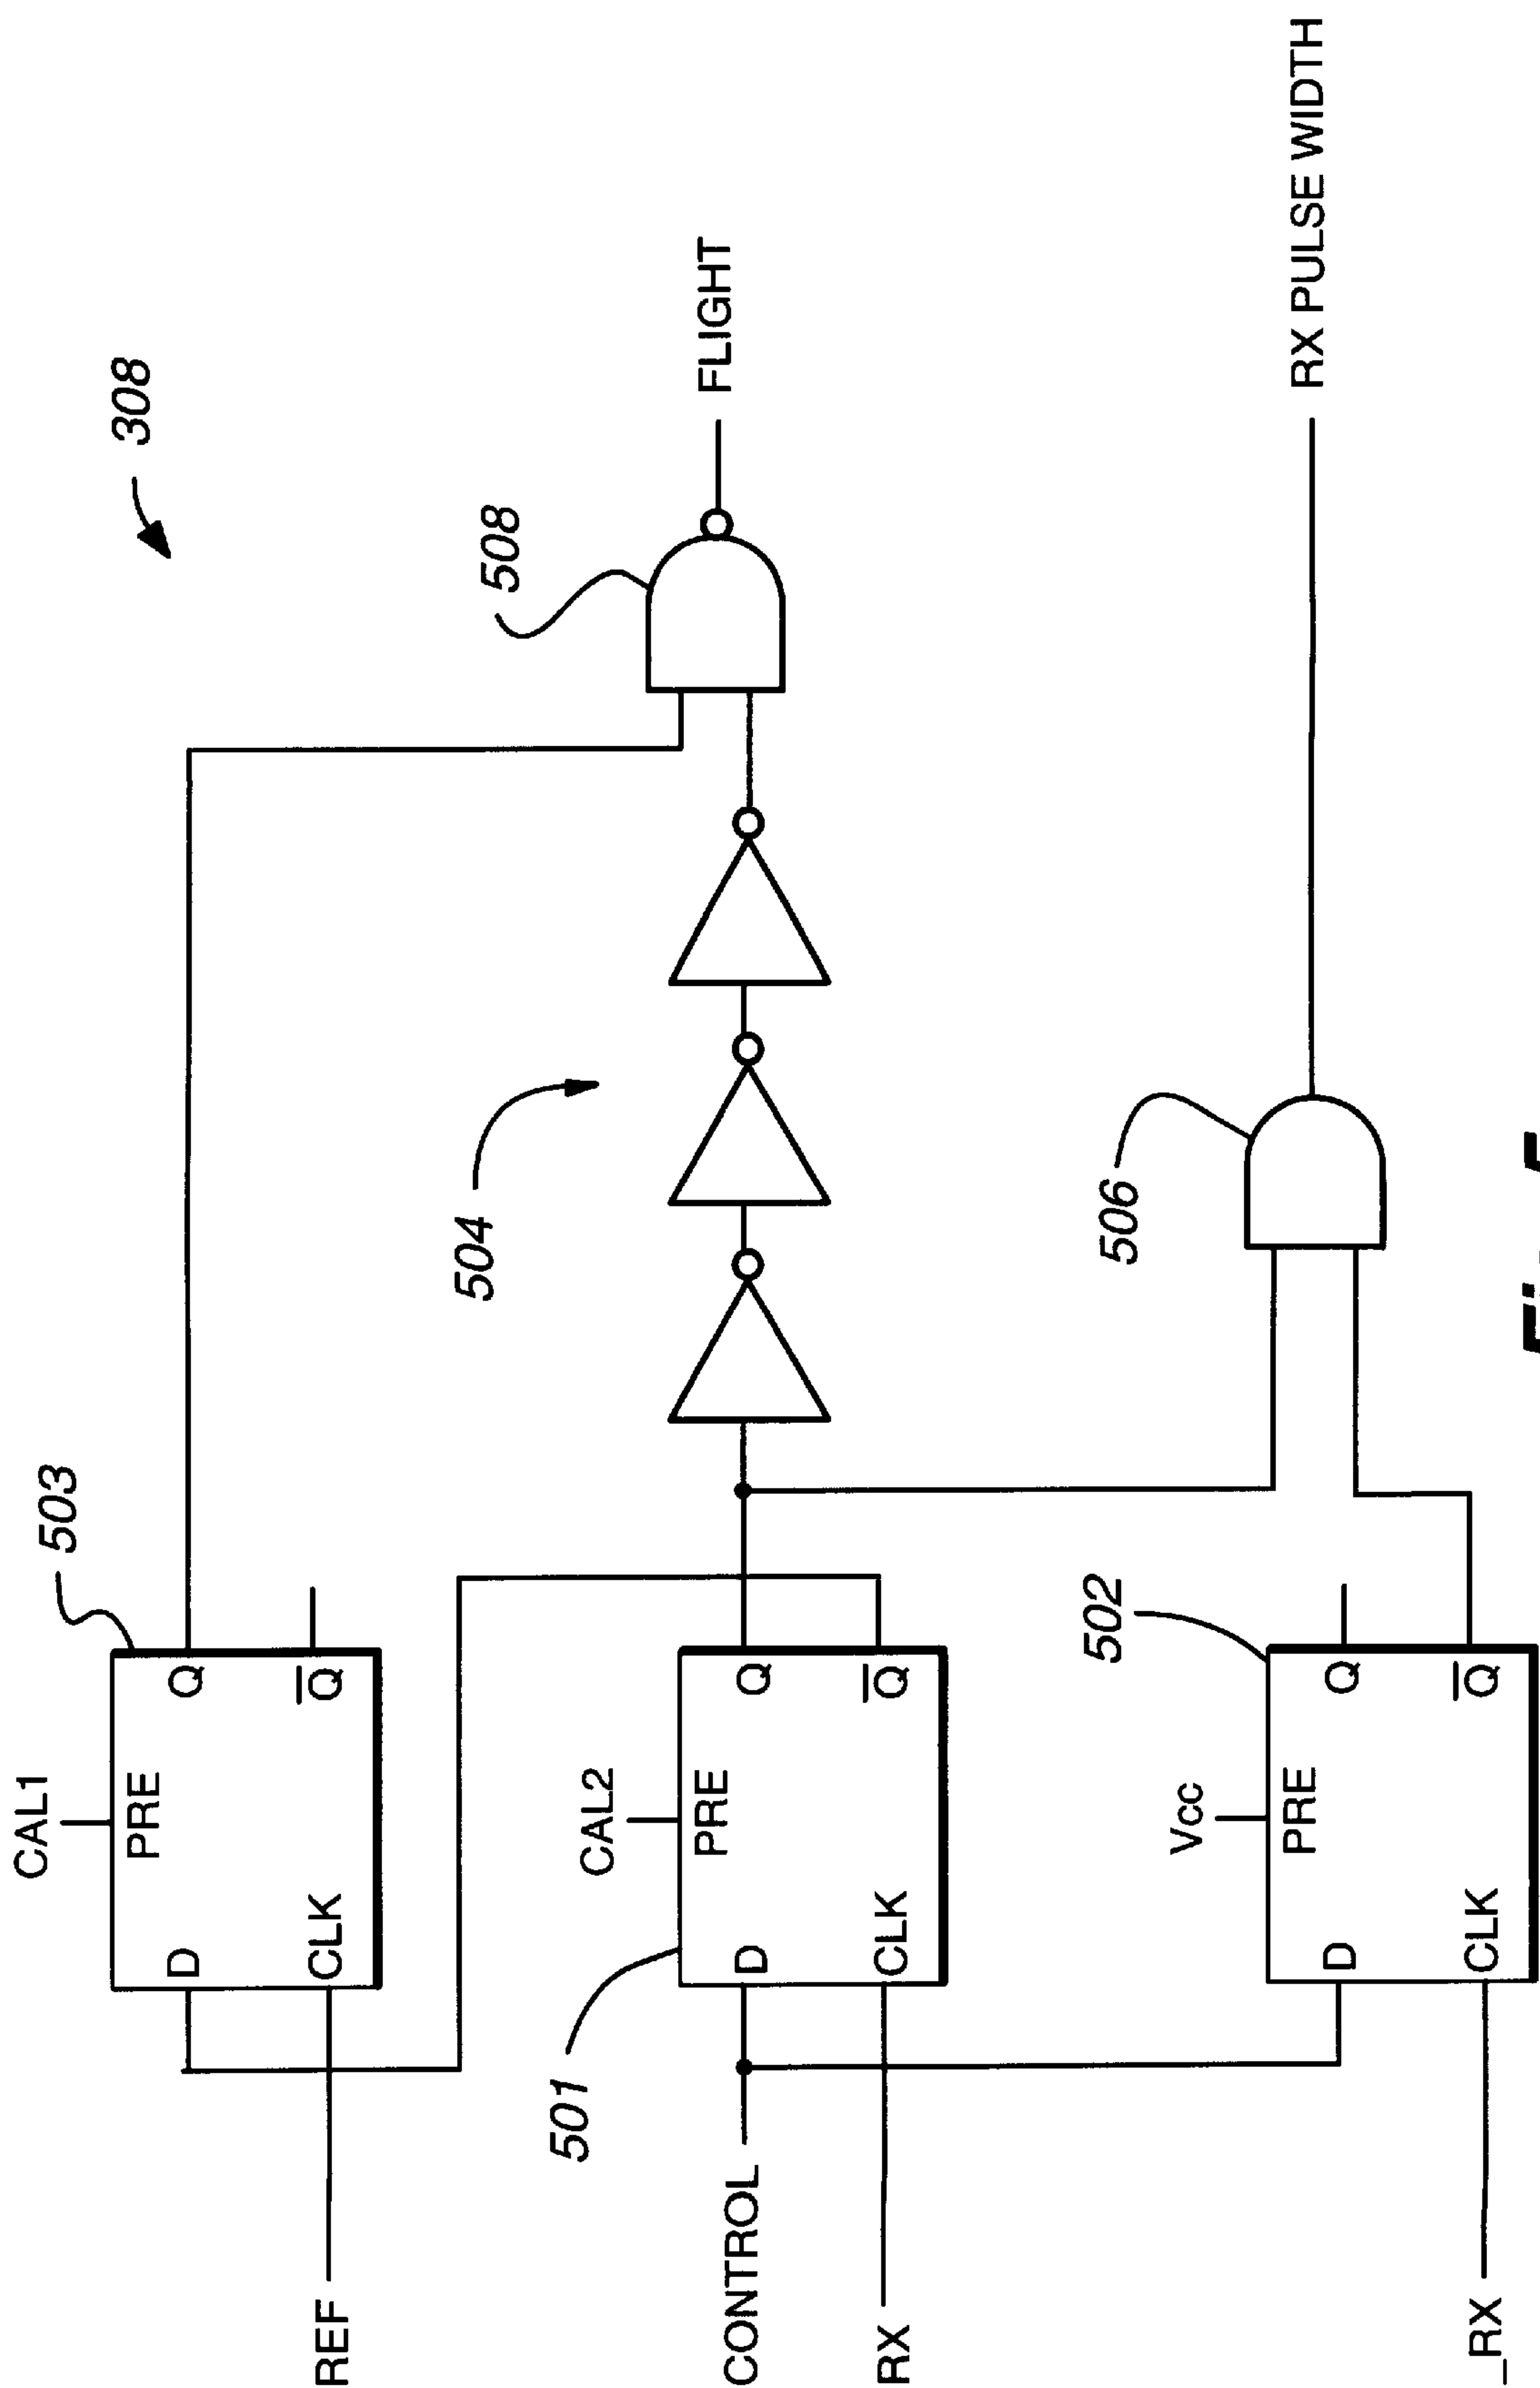 308
CAL1
503
D
PRE
Q
CLK
Q
REF
508
FLIGHT
504
CAL2
501
D
PRE
Q
CLK
Q
CONTROL
RX
506
RX PULSE WIDTH
Vcc
502
D
PRE
Q
CLK
Q
_RX